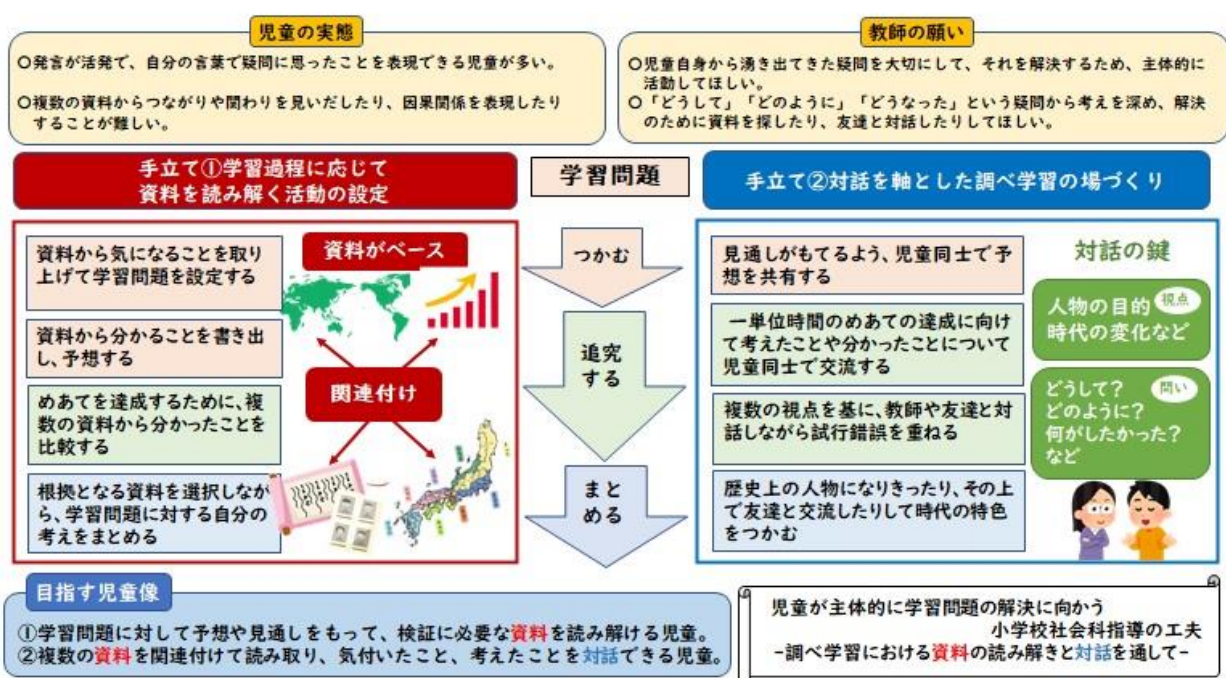 児童の実態
〇発言が活発で、自分の言葉で疑問に思ったことを表現できる児童が多い。
〇複数の資料からつながりや関わりを見いだしたり、因果関係を表現したり
することが難しい。
教師の願い
〇児童自身から湧き出てきた疑問を大切にして、それを解決するため、主体的に
活動してほしい。
〇「どうして」「どのように」「どうなった」という疑問から考えを深め、解決
のために資料を探したり、友達と対話したりしてほしい。
手立て①学習過程に応じて
資料を読み解く活動の設定
学習問題
手立て②対話を軸とした調べ学習の場づくり
資料から気になることを取り
上げて学習問題を設定する
資料から分かることを書き出
し、予想する
めあてを達成するために、複
数の資料から分かったことを
比較する
根拠となる資料を選択しなが
ら、学習問題に対する自分の
考えをまとめる
資料がベース
関連付け
つかむ
追究
する
まと
める
見通しがもてるよう、児童同士で予
想を共有する
一単位時間のめあての達成に向け
て考えたことや分かったことについて
児童同士で交流する
複数の視点を基に、教師や友達と対
話しながら試行錯誤を重ねる
歴史上の人物になりきったり、その上
で友達と交流したりして時代の特色
をつかむ
対話の鍵
人物の目的 視点
時代の変化など
どうして? 問い
どのように?
何がしたかった?
など
目指す児童像
①学習問題に対して予想や見通しをもって、検証に必要な資料を読み解ける児童。
②複数の資料を関連付けて読み取り、気付いたこと、考えたことを対話できる児童。
児童が主体的に学習問題の解決に向かう
小学校社会科指導の工夫
-調べ学習における資料の読み解きと対話を通して-